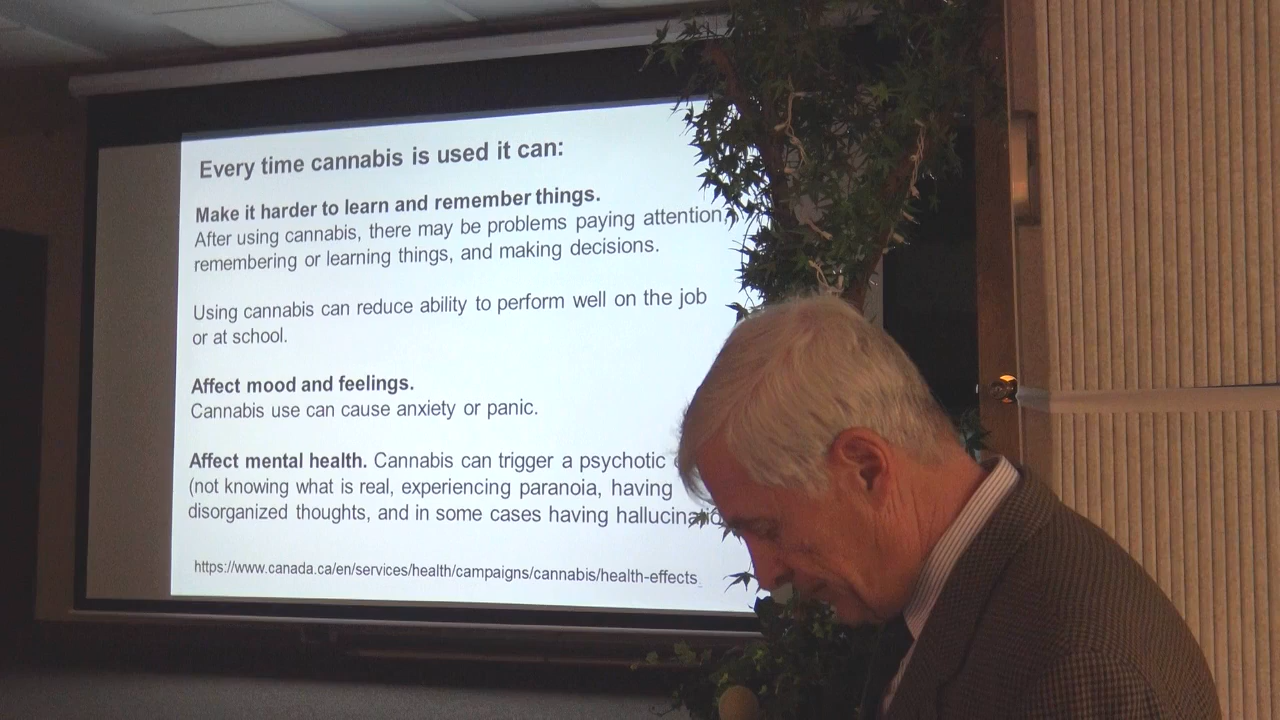 Every time cannabis is used it can:
Make it harder to learn and remember things.
After using cannabis, there may be problems paying attention,
remembering or learning things, and making decisions.
Using cannabis can reduce ability to perform well on the job
or at school.
Affect mood and feelings.
Cannabis use can cause anxiety or panic.
Affect mental health. Cannabis can trigger a psychotic
(not knowing what is real, experiencing paranoia, having
disorganized thoughts, and in some cases having
https://www.canada.ca/en/services/health/campaigns/cannabis/health-effects